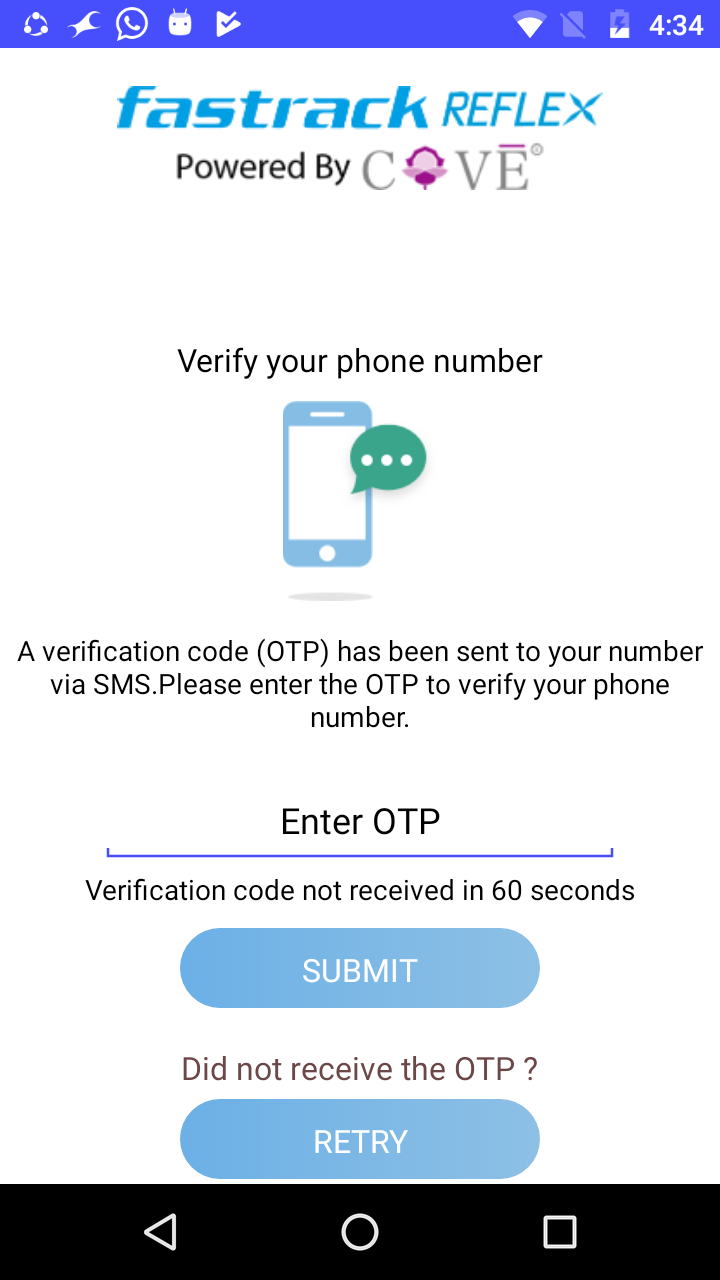 4:34
fastrack REFLEX
Powered By COVE®
Verify your phone number
A verification code (OTP) has been sent to your number
via SMS.Please enter the OTP to verify your phone
number.
Enter OTP
Verification code not received in 60 seconds
SUBMIT
Did not receive the OTP ?
RETRY